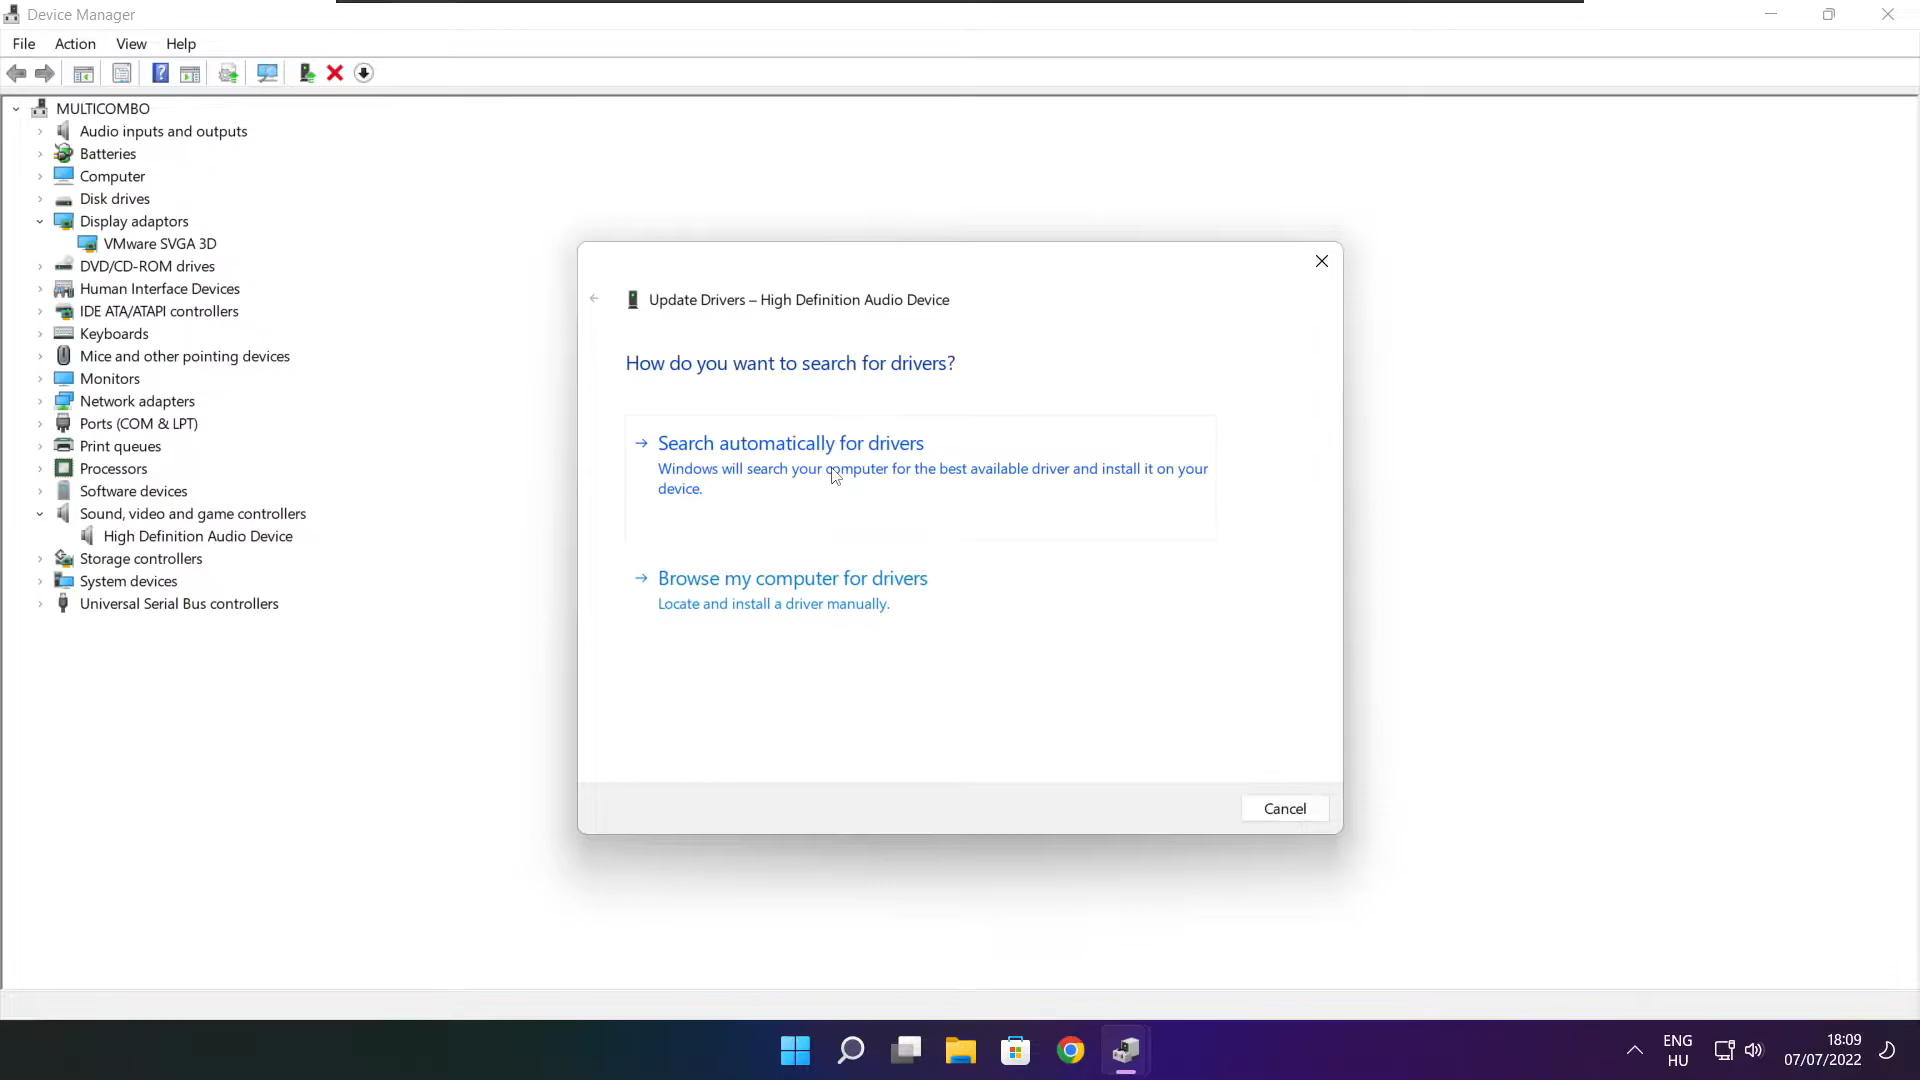 Device Manager
File Action View Help
MULTICOMBO
Audio inputs and outputs
Batteries
Computer
Disk drives
Display adaptors
VMware SVGA 3D
DVD/CD-ROM drives
Human Interface Devices
IDE ATA/ATAPI controllers
Keyboards
Mice and other pointing devices
Monitors
Network adapters
Ports (COM & LPT)
Print queues
Processors
Software devices
Sound, video and game controllers
High Definition Audio Device
Storage controllers
System devices
Universal Serial Bus controllers
Update Drivers – High Definition Audio Device
How do you want to search for drivers?
Search automatically for drivers
Windows will search your computer for the best available driver and install it on your
device.
Browse my computer for drivers
Locate and install a driver manually.
Cancel
ENG
HU
18:09
07/07/2022